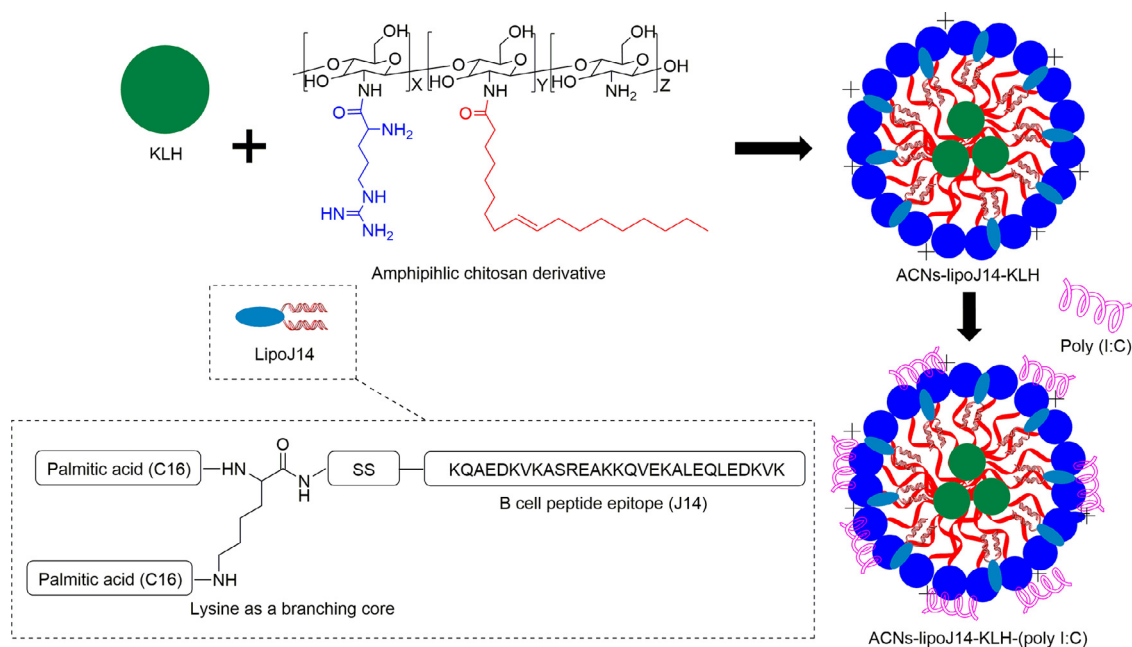 KLH
+
OH
OH
OH
O
O
O
O
O
O
O
OH
HO
HO
HO
X
Y
Z
NH
NH
NH2
O
O
NH2
NH
HN
NH
NH2
Amphipihlic chitosan derivative
LipoJ14
+
+
+
+
+
ACNs-lipoJ14-KLH
Poly (I:C)
+
+
+
+
+
ACNs-lipoJ14-KLH-(poly I:C)
O
Palmitic acid (C16)
HN
N
H
SS
KQAEDKVKASREAKKQVEKALEQLEDKVK
B cell peptide epitope (J14)
Palmitic acid (C16)
NH
Lysine as a branching core